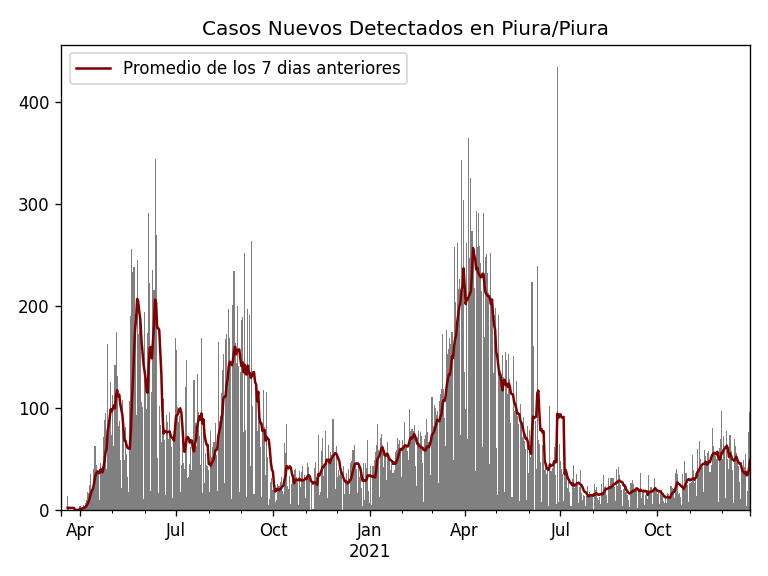 Casos Nuevos Detectados en Piura/Piura
Promedio de los 7 dias anteriores
400
300
200
100
0
Apr Jul Oct Jan Apr Jul Oct
2021